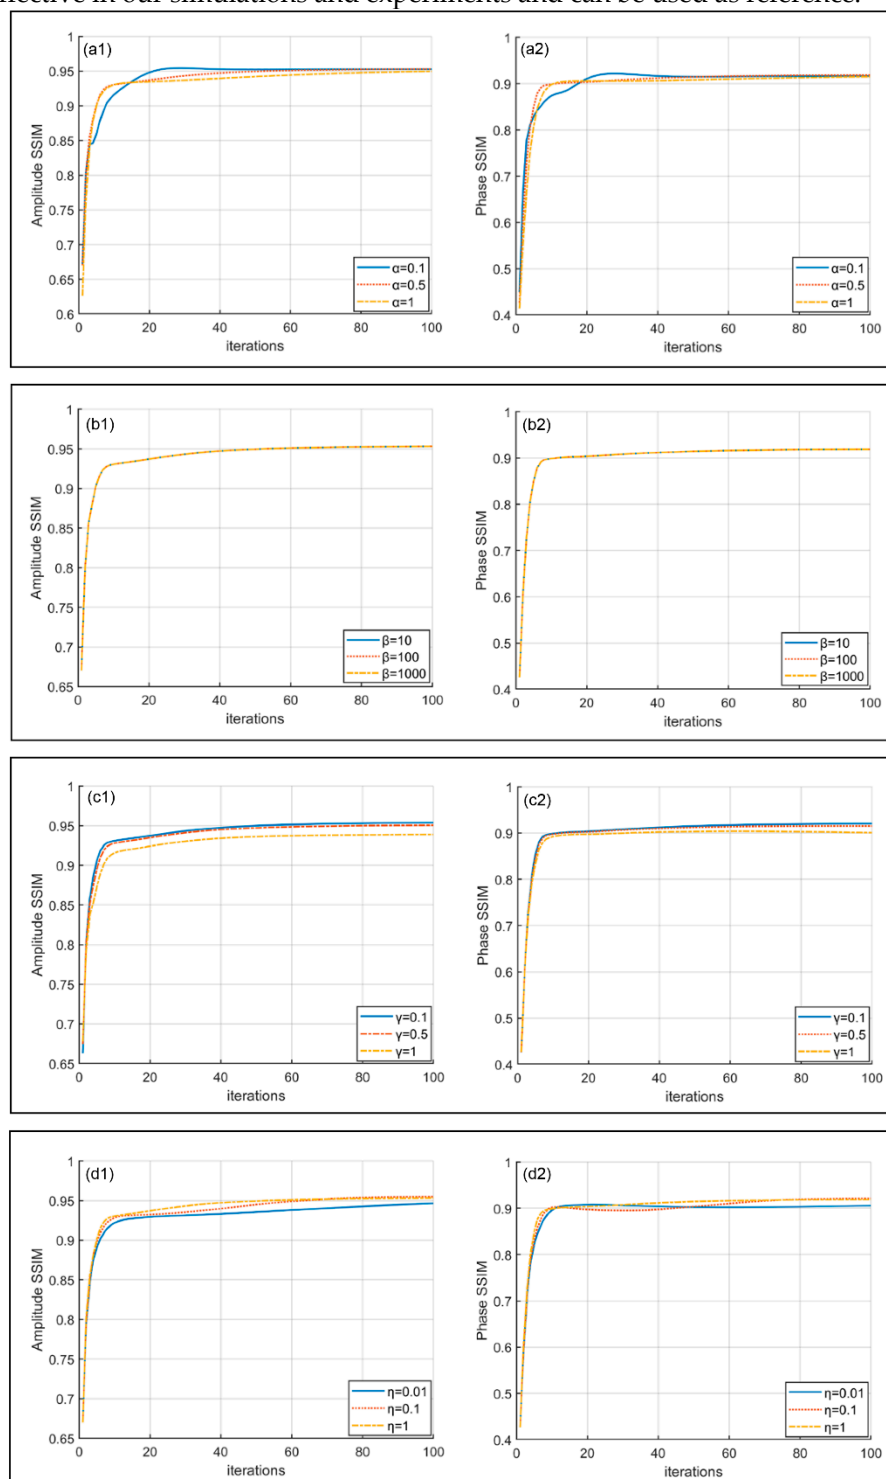 in our simulations and experiments and can be used as reference.
(a1)
1
0.95
0.9
0.85
0.8
0.75
0.7
0.65
0.6
Amplitude SSIM
α=0.1
α=0.5
α=1
0 20 40 60 80 100
iterations
(a2)
1
0.9
0.8
0.7
0.6
0.5
0.4
Phase SSIM
α=0.1
α=0.5
α=1
0 20 40 60 80 100
iterations
(b1)
1
0.95
0.9
0.85
0.8
0.75
0.7
0.65
Amplitude SSIM
β=10
β=100
β=1000
0 20 40 60 80 100
iterations
(b2)
1
0.9
0.8
0.7
0.6
0.5
0.4
Phase SSIM
β=10
β=100
β=1000
0 20 40 60 80 100
iterations
(c1)
1
0.95
0.9
0.85
0.8
0.75
0.7
0.65
Amplitude SSIM
γ=0.1
γ=0.5
γ=1
0 20 40 60 80 100
iterations
(c2)
1
0.9
0.8
0.7
0.6
0.5
0.4
Phase SSIM
γ=0.1
γ=0.5
γ=1
0 20 40 60 80 100
iterations
(d1)
1
0.95
0.9
0.85
0.8
0.75
0.7
0.65
Amplitude SSIM
η=0.01
η=0.1
η=1
0 20 40 60 80 100
iterations
(d2)
1
0.9
0.8
0.7
0.6
0.5
0.4
Phase SSIM
η=0.01
η=0.1
η=1
0 20 40 60 80 100
iterations